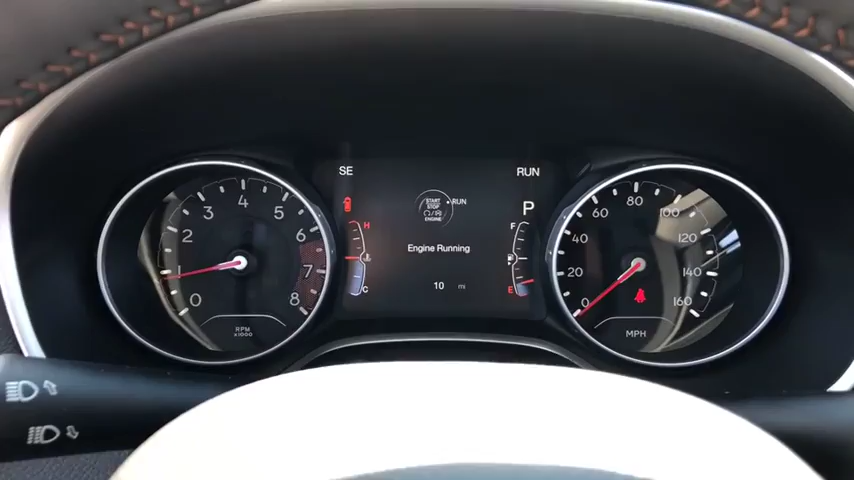 SE
RUN
START
STOP
ENGINE
RUN
P
Engine Running
10 mi
H
C
F
E
0
1
2
3
4
5
6
7
8
RPM
x1000
0
20
40
60
80
100
120
140
160
MPH